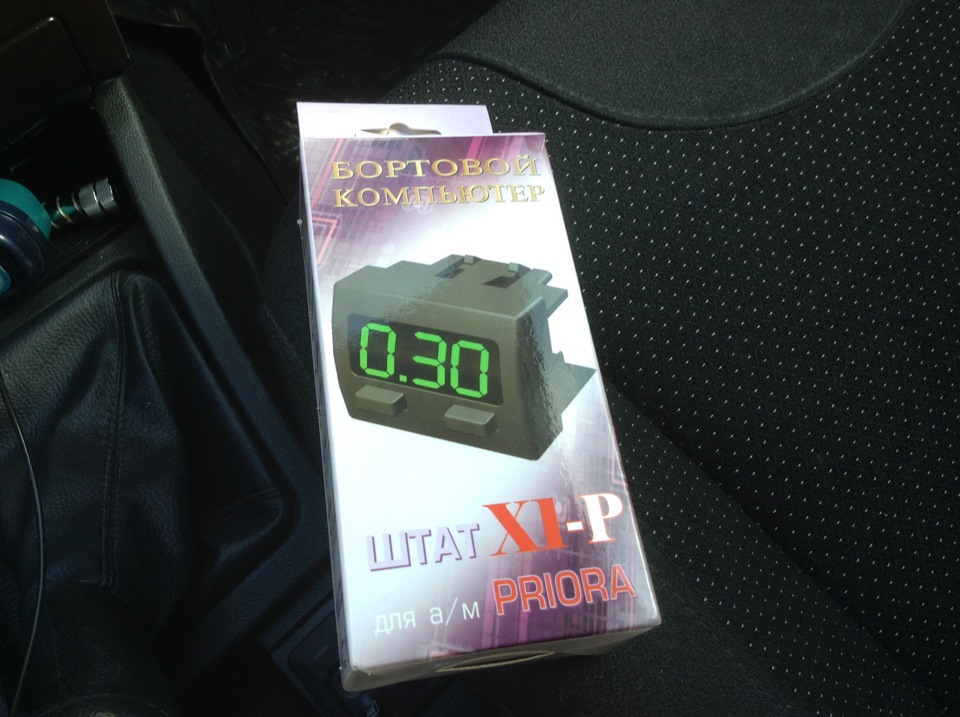 БОРТОВОЙ
КОМПЬЮТЕР
0.30
ШТАТ XI-P
для а/м PRIORA